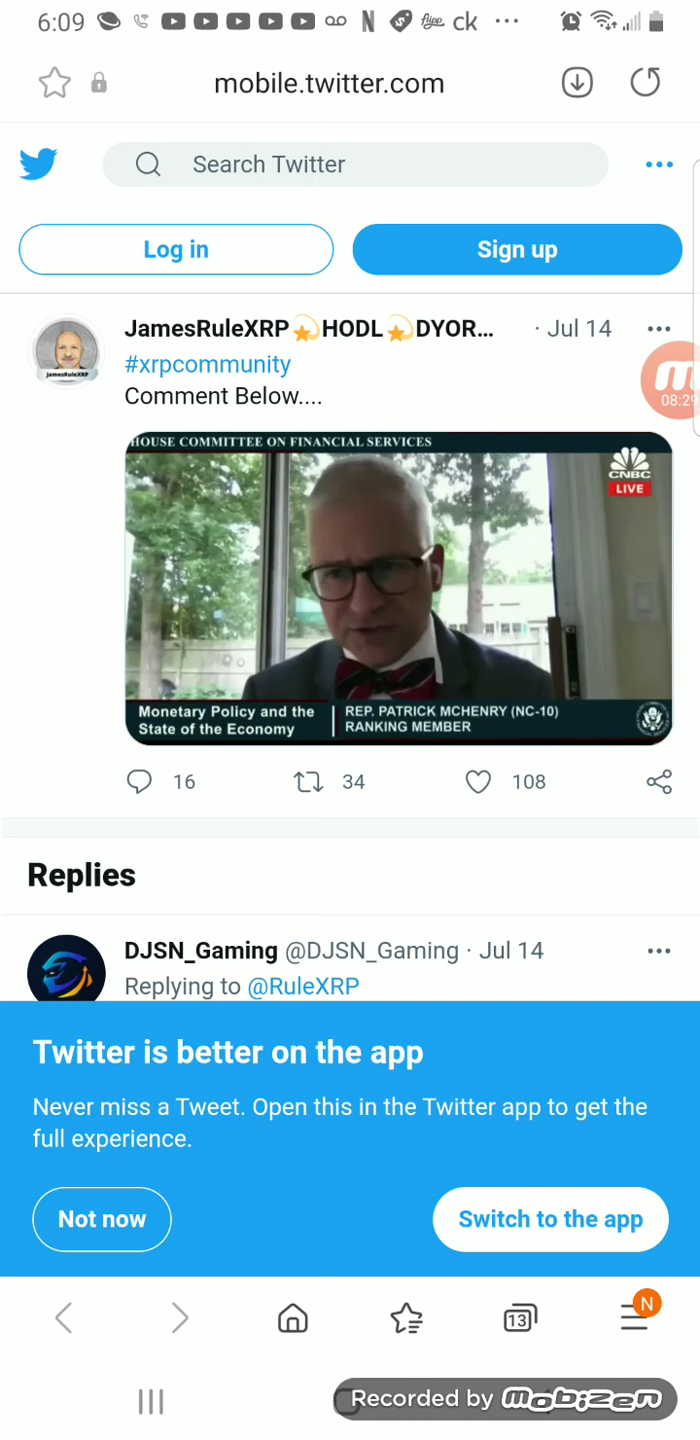 6:09 N flipp ck ...
mobile.twitter.com
Search Twitter
Log in Sign up
JamesRuleXRP💫HODL💫DYOR... · Jul 14
#xrpcommunity
Comment Below....
08:29
JamesRuleXRP
HOUSE COMMITTEE ON FINANCIAL SERVICES
CNBC
LIVE
Monetary Policy and the
State of the Economy
REP. PATRICK MCHENRY (NC-10)
RANKING MEMBER
16 34 108
Replies
DJSN_Gaming @DJSN_Gaming · Jul 14
Replying to @RuleXRP
Twitter is better on the app
Never miss a Tweet. Open this in the Twitter app to get the
full experience.
Not now Switch to the app
13 N
Recorded by mobizen